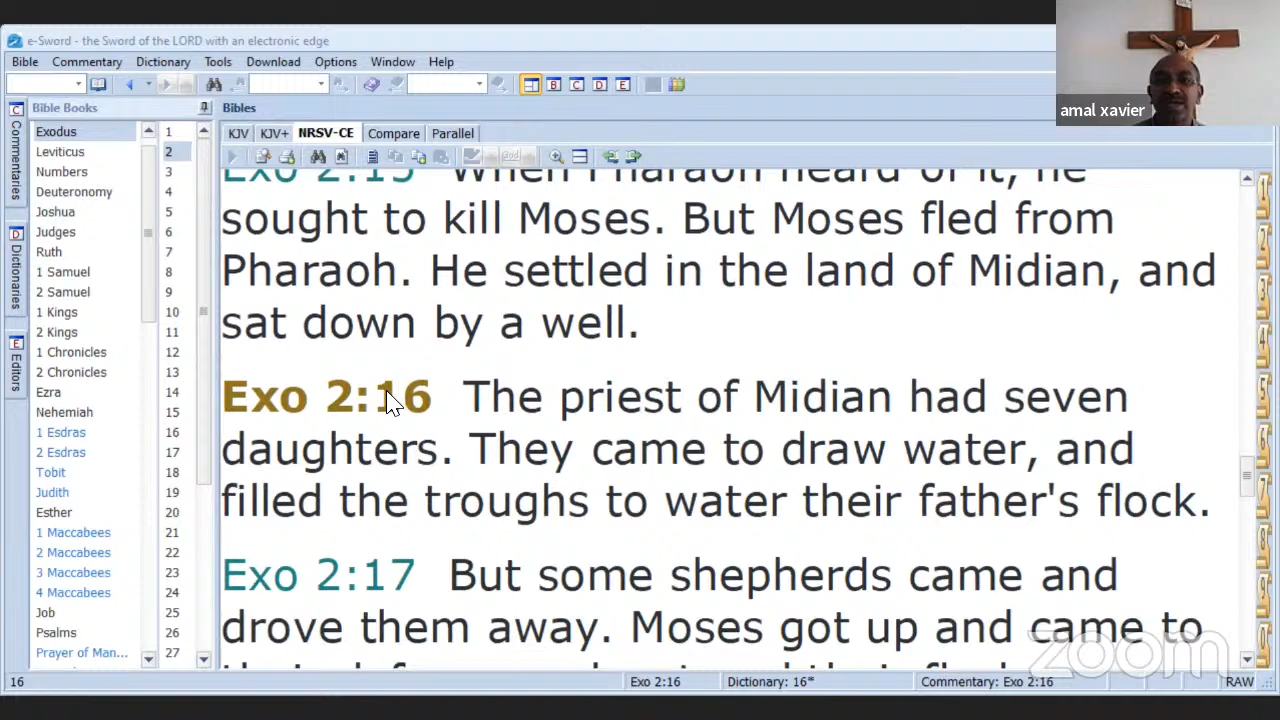 e-Sword - the Sword of the LORD with an electronic edge
Bible Commentary Dictionary Tools Download Options Window Help
B C D E
amal xavier
Bible Books
Bibles
C Commentaries
D Dictionaries
E Editors
KJV KJV+ NRSV-CE Compare Parallel
Exodus 1
Leviticus 2
Numbers 3
Deuteronomy 4
Joshua 5
Judges 6
Ruth 7
1 Samuel 8
2 Samuel 9
1 Kings 10
2 Kings 11
1 Chronicles 12
2 Chronicles 13
Ezra 14
Nehemiah 15
1 Esdras 16
2 Esdras 17
Tobit 18
Judith 19
Esther 20
1 Maccabees 21
2 Maccabees 22
3 Maccabees 23
4 Maccabees 24
Job 25
Psalms 26
Prayer of Man... 27
Exo 2:15 When Pharaoh heard of it, he
sought to kill Moses. But Moses fled from
Pharaoh. He settled in the land of Midian, and
sat down by a well.
Exo 2:16 The priest of Midian had seven
daughters. They came to draw water, and
filled the troughs to water their father's flock.
Exo 2:17 But some shepherds came and
drove them away. Moses got up and came to
zoom
16 Exo 2:16 Dictionary: 16* Commentary: Exo 2:16 RAW